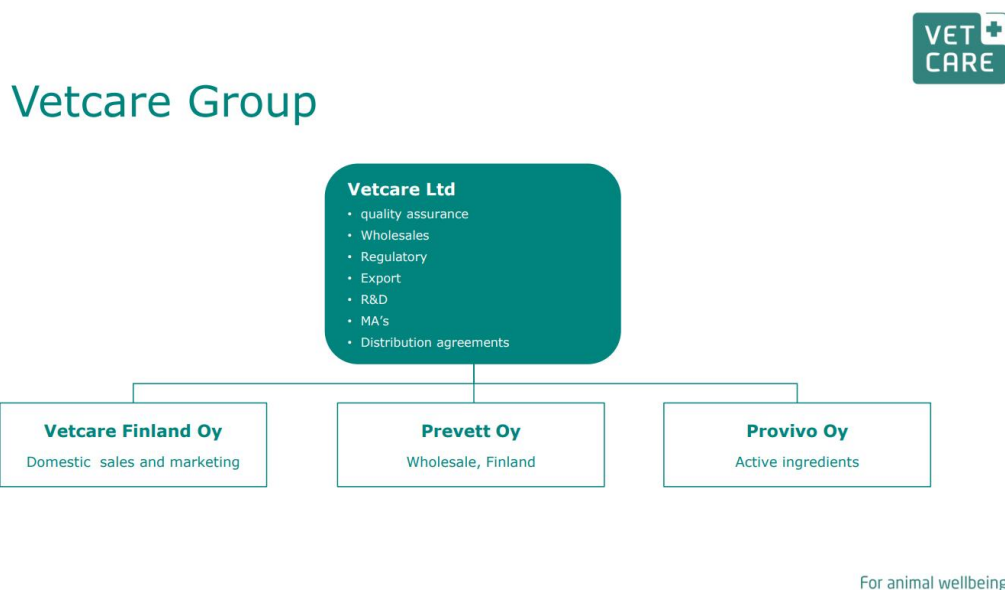 VET
CARE
Vetcare Group
Vetcare Ltd
• quality assurance
• Wholesales
• Regulatory
• Export
• R&D
• MA's
• Distribution agreements
Vetcare Finland Oy
Domestic sales and marketing
Prevett Oy
Wholesale, Finland
Provivo Oy
Active ingredients
For animal wellbeing